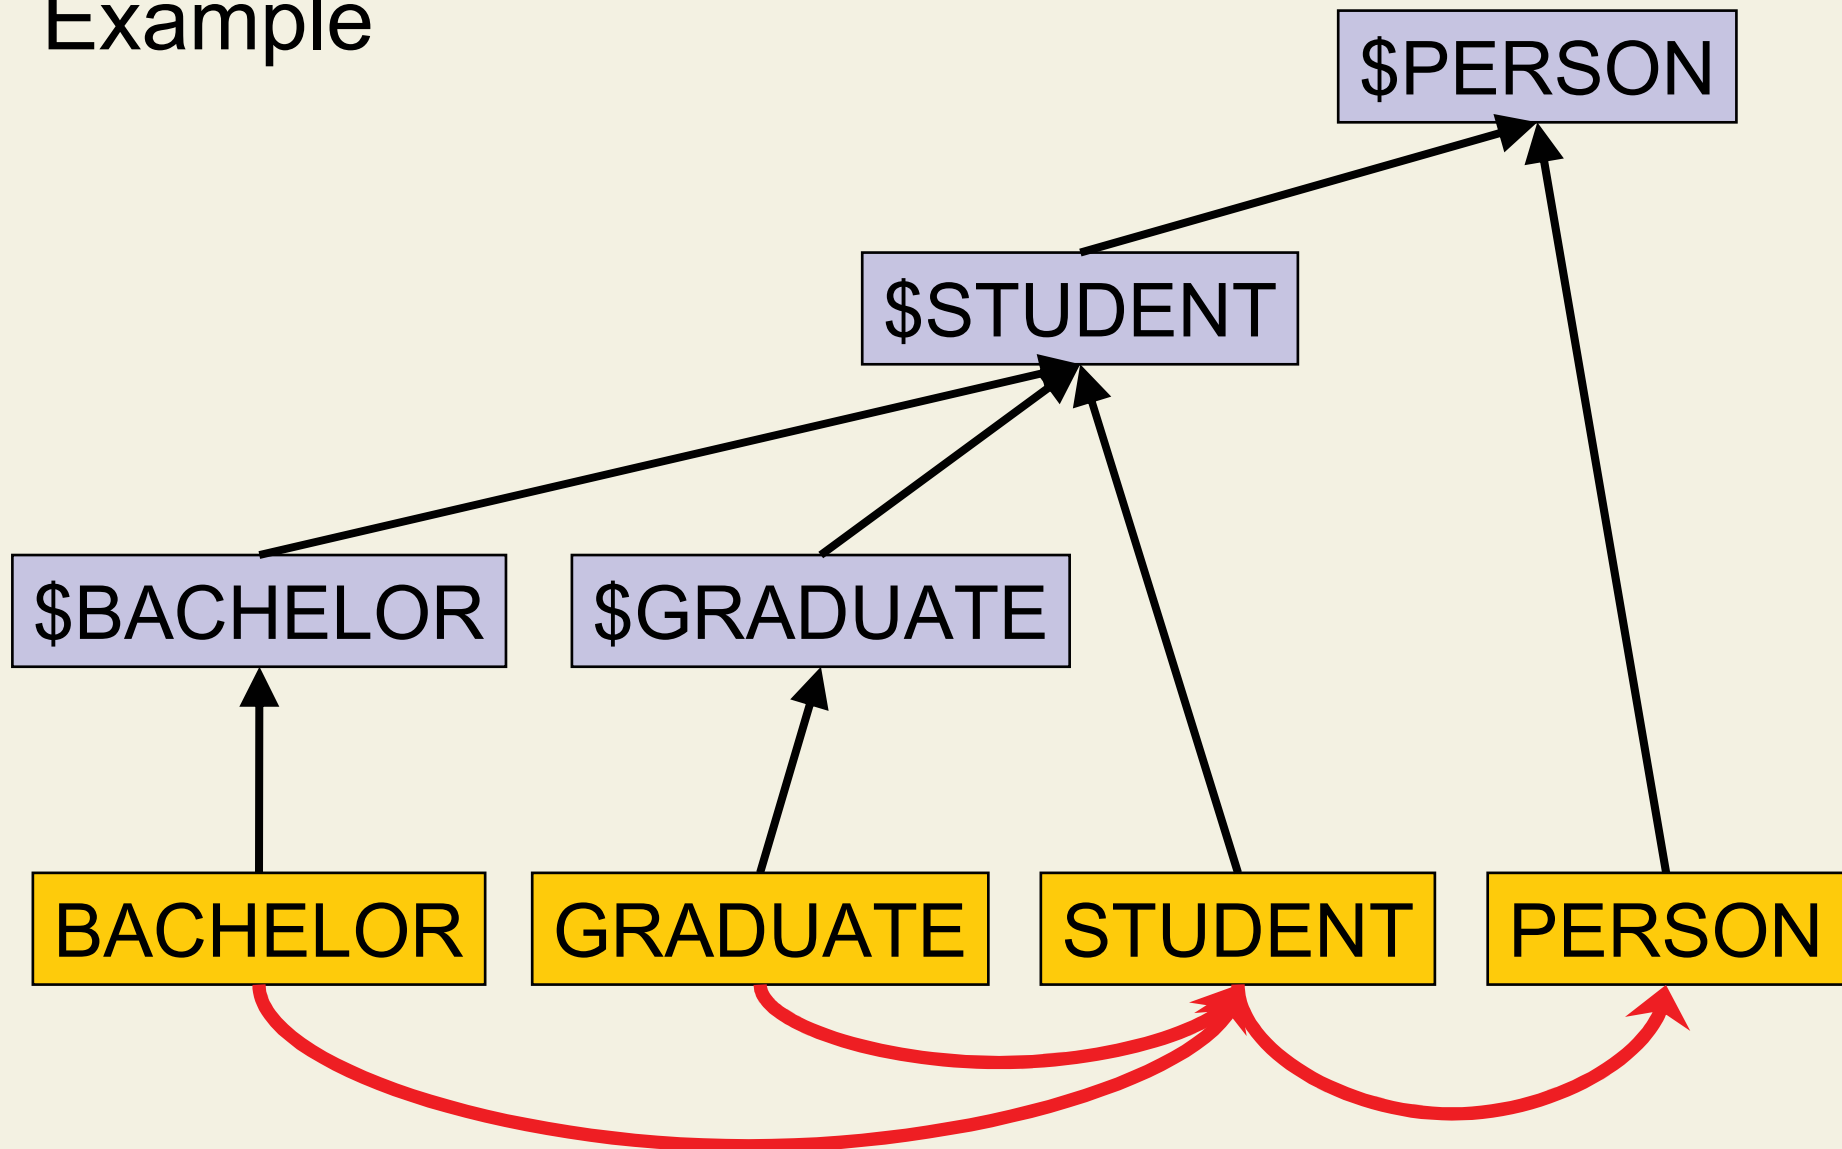 Example
$PERSON
$STUDENT
$BACHELOR
$GRADUATE
BACHELOR
GRADUATE
STUDENT
PERSON